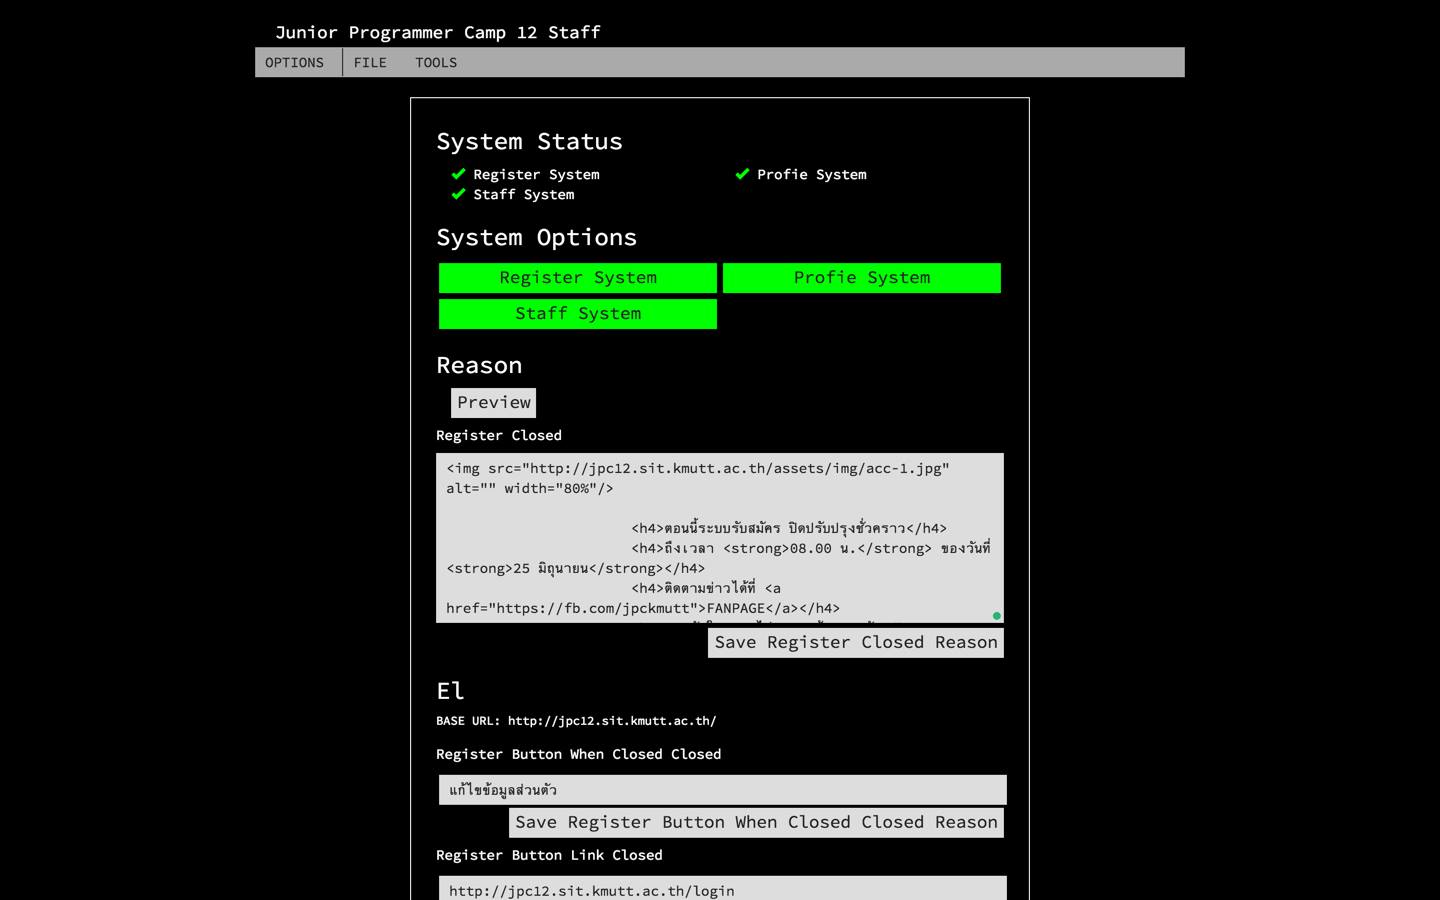 Junior Programmer Camp 12 Staff
OPTIONS FILE TOOLS
System Status
Register System Profie System
Staff System
System Options
Register System Profie System
Staff System
Reason
Preview
Register Closed
<img src="http://jpc12.sit.kmutt.ac.th/assets/img/acc-1.jpg"
alt="" width="80%"/>
<h4>ตอนนี้ระบบรับสมัคร ปิดปรับปรุงชั่วคราว</h4>
<h4>ถึงเวลา <strong>08.00 น.</strong> ของวันที่
<strong>25 มิถุนายน</strong></h4>
<h4>ติดตามข่าวได้ที่ <a
href="https://fb.com/jpckmutt">FANPAGE</a></h4>
Save Register Closed Reason
El
BASE URL: http://jpc12.sit.kmutt.ac.th/
Register Button When Closed Closed
แก้ไขข้อมูลส่วนตัว
Save Register Button When Closed Closed Reason
Register Button Link Closed
http://jpc12.sit.kmutt.ac.th/login